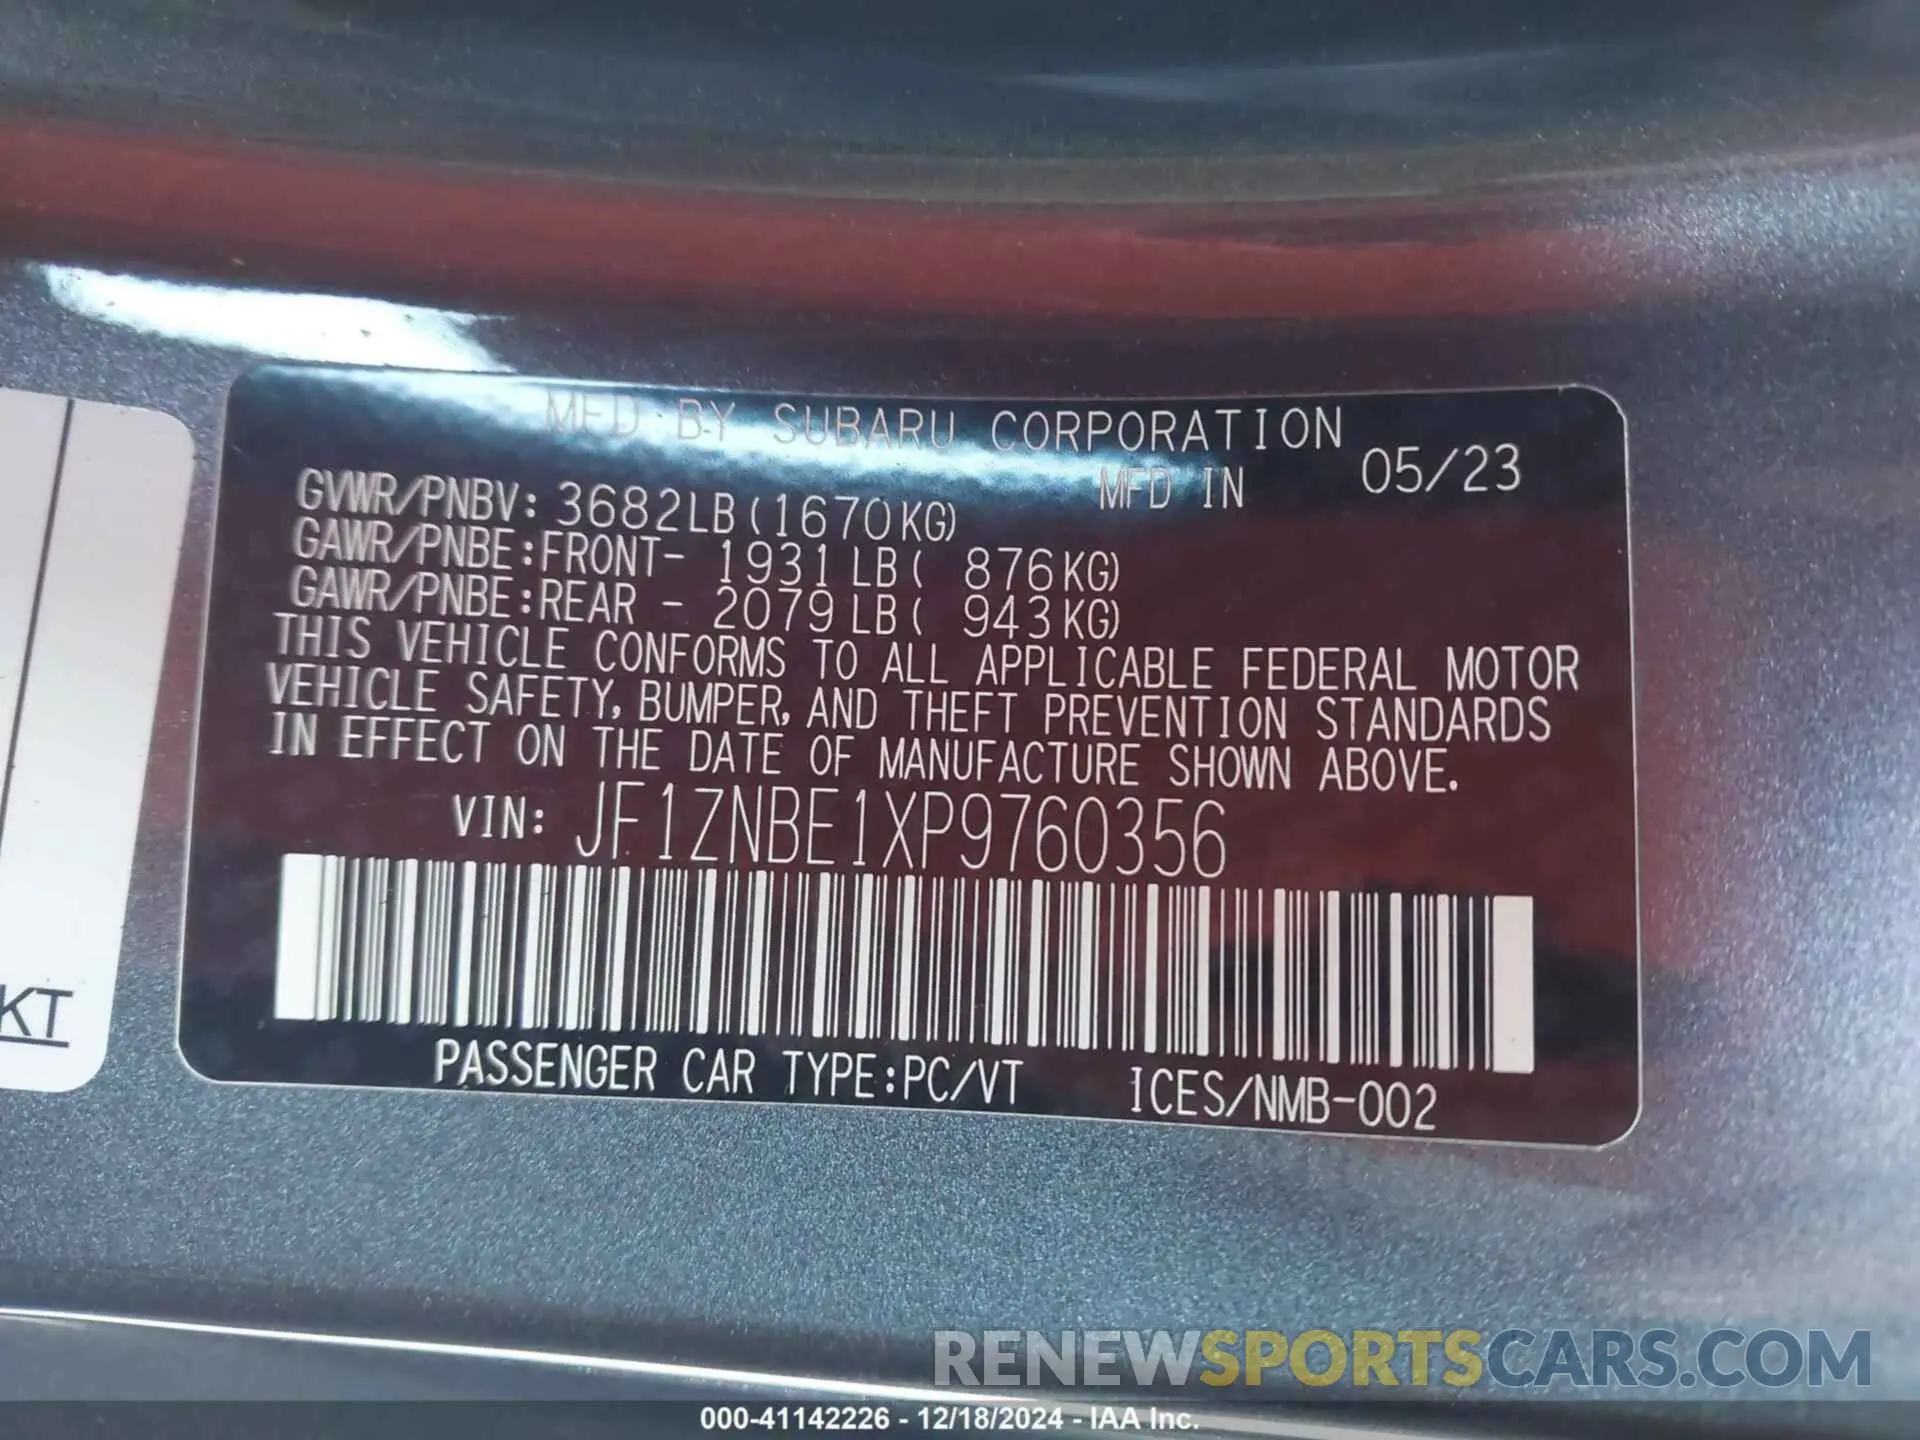 MFD BY SUBARU CORPORATION
MFD IN 05/23
GVWR/PNBV: 3682LB(1670KG)
GAWR/PNBE:FRONT- 1931LB( 876KG)
GAWR/PNBE:REAR - 2079LB( 943KG)
THIS VEHICLE CONFORMS TO ALL APPLICABLE FEDERAL MOTOR
VEHICLE SAFETY, BUMPER, AND THEFT PREVENTION STANDARDS
IN EFFECT ON THE DATE OF MANUFACTURE SHOWN ABOVE.
VIN: JF1ZNBE1XP9760356
PASSENGER CAR TYPE:PC/VT ICES/NMB-002
KT
RENEWSPORTSCARS.COM
000-41142226 - 12/18/2024 - IAA Inc.